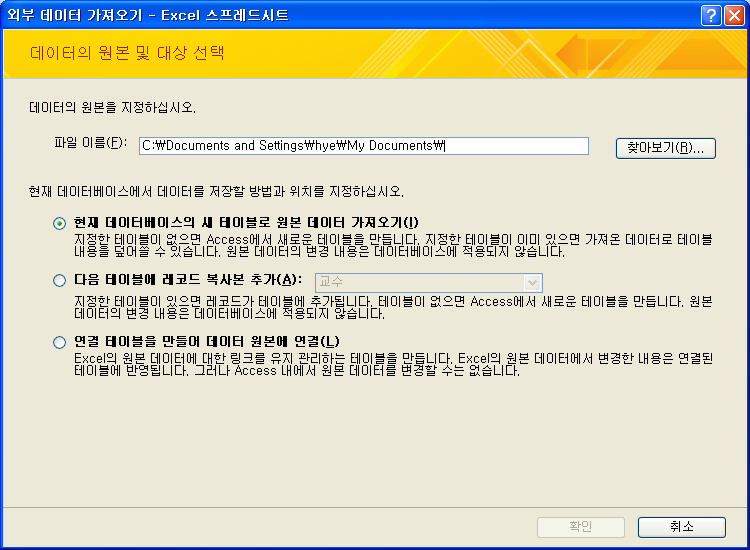 외부 데이터 가져오기 - Excel 스프레드시트
데이터의 원본 및 대상 선택
데이터의 원본을 지정하십시오.
파일 이름(F): C:\Documents and Settings\hye\My Documents\ 찾아보기(R)...
현재 데이터베이스에서 데이터를 저장할 방법과 위치를 지정하십시오.
현재 데이터베이스의 새 테이블로 원본 데이터 가져오기(I)
지정한 테이블이 없으면 Access에서 새로운 테이블을 만듭니다. 지정한 테이블이 이미 있으면 가져온 데이터로 테이블
내용을 덮어쓸 수 있습니다. 원본 데이터의 변경 내용은 데이터베이스에 적용되지 않습니다.
다음 테이블에 레코드 복사본 추가(A): 교수
지정한 테이블이 있으면 레코드가 테이블에 추가됩니다. 테이블이 없으면 Access에서 새로운 테이블을 만듭니다. 원본
데이터의 변경 내용은 데이터베이스에 적용되지 않습니다.
연결 테이블을 만들어 데이터 원본에 연결(L)
Excel의 원본 데이터에 대한 링크를 유지 관리하는 테이블을 만듭니다. Excel의 원본 데이터에서 변경한 내용은 연결된
테이블에 반영됩니다. 그러나 Access 내에서 원본 데이터를 변경할 수는 없습니다.
확인 취소